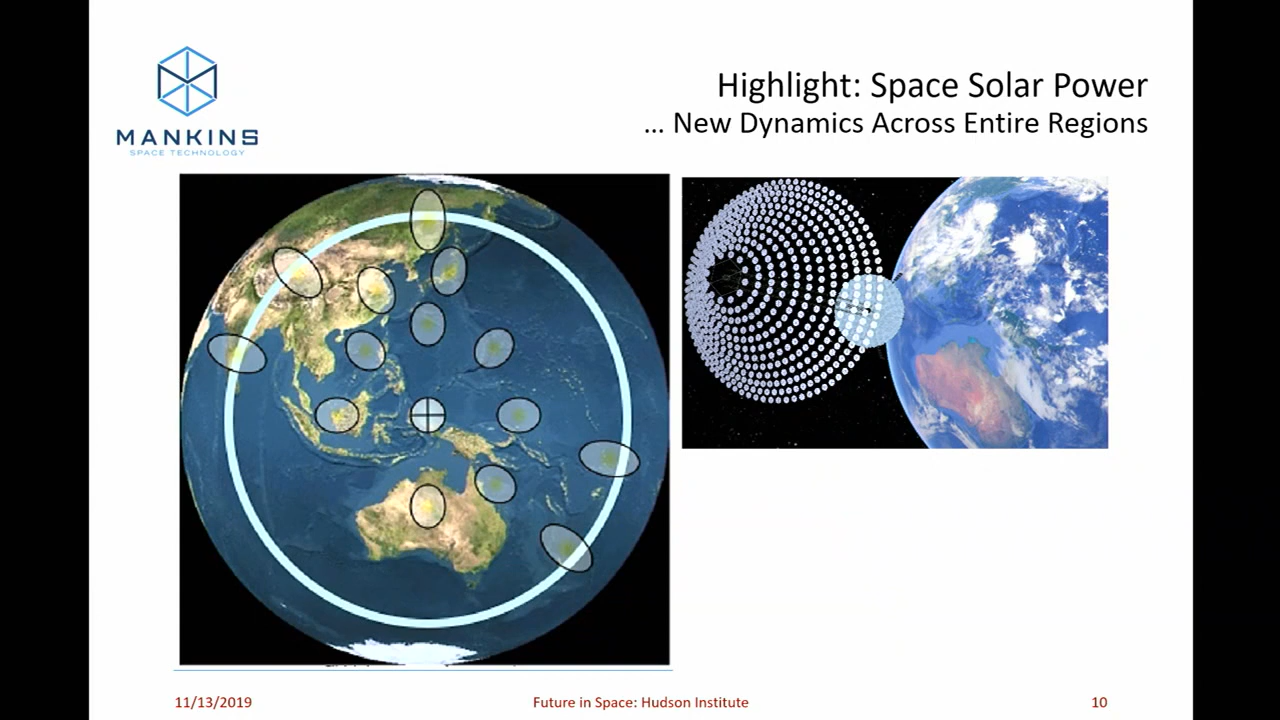 MANKINS
SPACE TECHNOLOGY
Highlight: Space Solar Power
... New Dynamics Across Entire Regions
11/13/2019
Future in Space: Hudson Institute
10